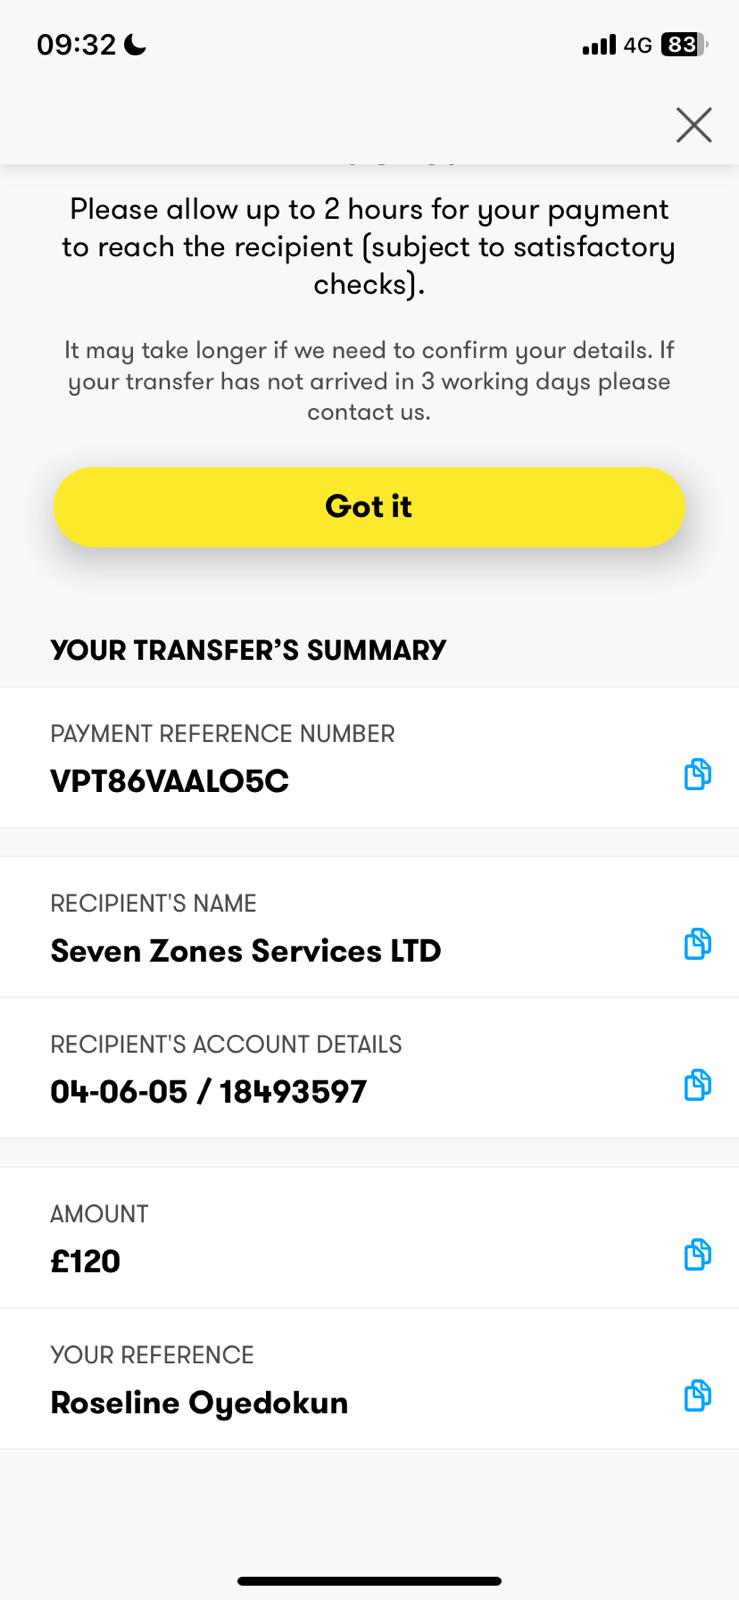 09:32
4G 83
Please allow up to 2 hours for your payment
to reach the recipient (subject to satisfactory
checks).
It may take longer if we need to confirm your details. If
your transfer has not arrived in 3 working days please
contact us.
Got it
YOUR TRANSFER'S SUMMARY
PAYMENT REFERENCE NUMBER
VPT86VAALO5C
RECIPIENT'S NAME
Seven Zones Services LTD
RECIPIENT'S ACCOUNT DETAILS
04-06-05 / 18493597
AMOUNT
£120
YOUR REFERENCE
Roseline Oyedokun